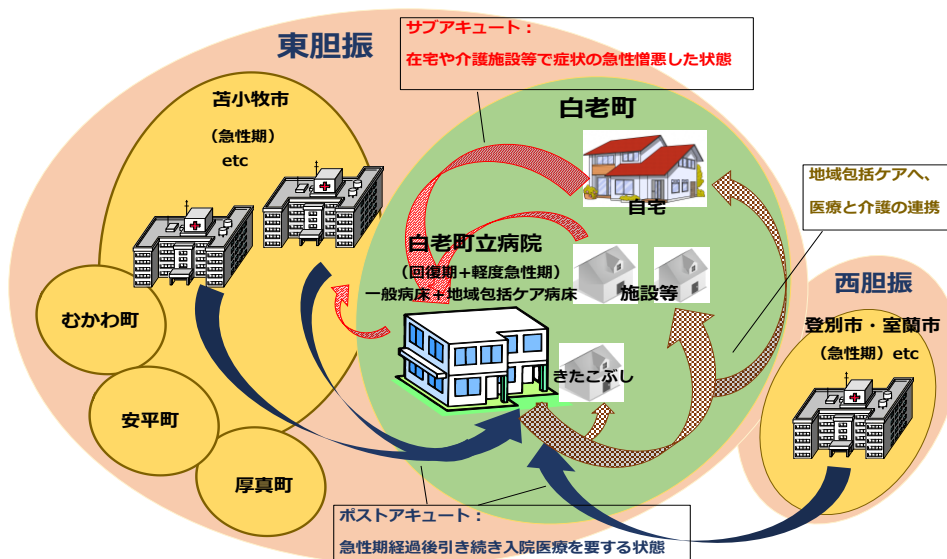 東胆振
サブアキュート：
在宅や介護施設等で症状の急性憎悪した状態
苫小牧市
（急性期）
etc
白老町
自宅
地域包括ケアへ、
医療と介護の連携
白老町立病院
（回復期+軽度急性期）
一般病床＋地域包括ケア病床
施設等
西胆振
登別市・室蘭市
（急性期）etc
むかわ町
きたこぶし
安平町
厚真町
ポストアキュート：
急性期経過後引き続き入院医療を要する状態